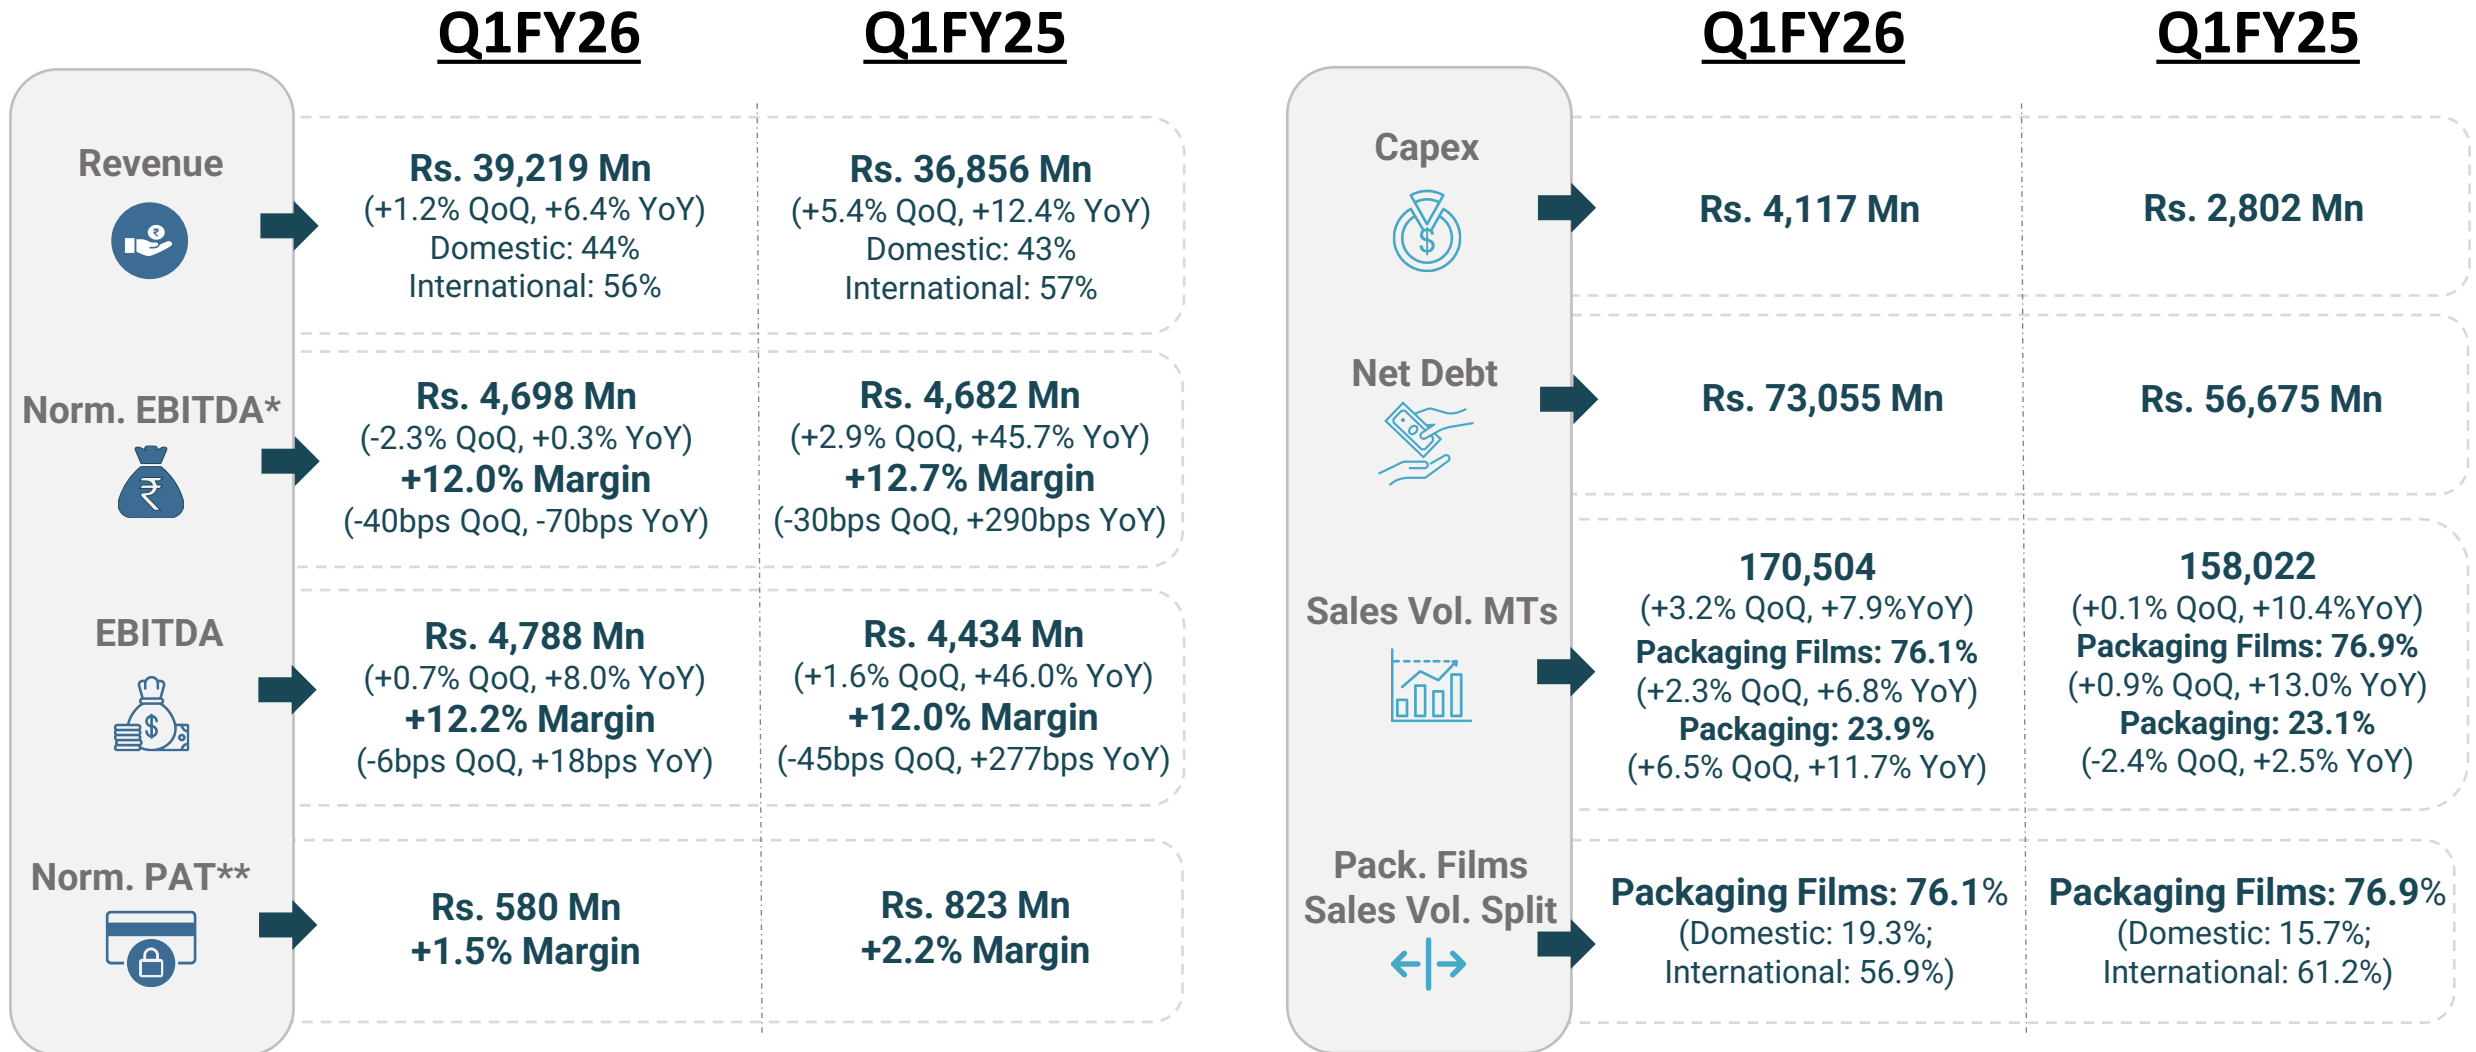 Q1FY26
Q1FY25
Revenue
Rs. 39,219 Mn
(+1.2% QoQ, +6.4% YoY)
Domestic: 44%
International: 56%
Rs. 36,856 Mn
(+5.4% QoQ, +12.4% YoY)
Domestic: 43%
International: 57%
Norm. EBITDA*
Rs. 4,698 Mn
(-2.3% QoQ, +0.3% YoY)
+12.0% Margin
(-40bps QoQ, -70bps YoY)
Rs. 4,682 Mn
(+2.9% QoQ, +45.7% YoY)
+12.7% Margin
(-30bps QoQ, +290bps YoY)
EBITDA
Rs. 4,788 Mn
(+0.7% QoQ, +8.0% YoY)
+12.2% Margin
(-6bps QoQ, +18bps YoY)
Rs. 4,434 Mn
(+1.6% QoQ, +46.0% YoY)
+12.0% Margin
(-45bps QoQ, +277bps YoY)
Norm. PAT**
Rs. 580 Mn
+1.5% Margin
Rs. 823 Mn
+2.2% Margin
Q1FY26
Q1FY25
Capex
Rs. 4,117 Mn
Rs. 2,802 Mn
Net Debt
Rs. 73,055 Mn
Rs. 56,675 Mn
Sales Vol. MTs
170,504
(+3.2% QoQ, +7.9%YoY)
Packaging Films: 76.1%
(+2.3% QoQ, +6.8% YoY)
Packaging: 23.9%
(+6.5% QoQ, +11.7% YoY)
158,022
(+0.1% QoQ, +10.4%YoY)
Packaging Films: 76.9%
(+0.9% QoQ, +13.0% YoY)
Packaging: 23.1%
(-2.4% QoQ, +2.5% YoY)
Pack. Films
Sales Vol. Split
Packaging Films: 76.1%
(Domestic: 19.3%;
International: 56.9%)
Packaging Films: 76.9%
(Domestic: 15.7%;
International: 61.2%)